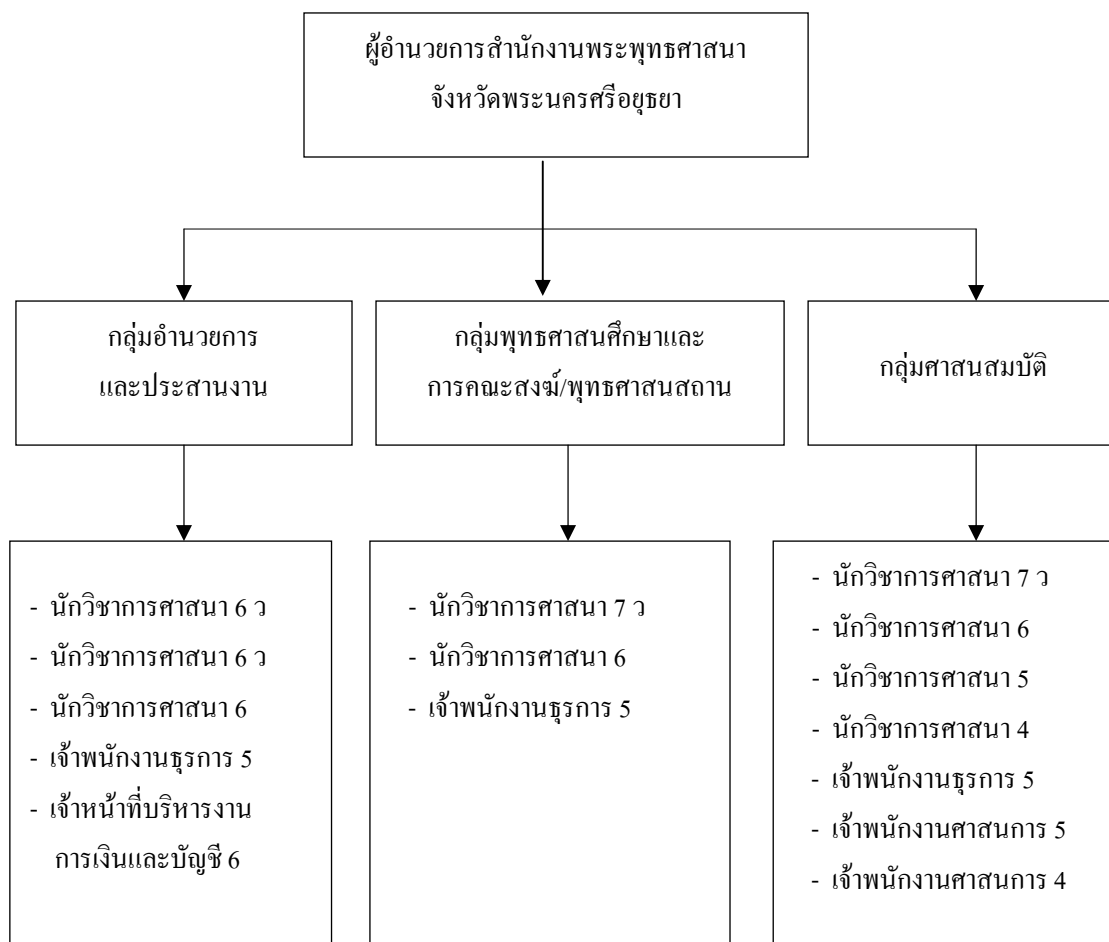 ผู้อำนวยการสำนักงานพระพุทธศาสนา
จังหวัดพระนครศรีอยุธยา
กลุ่มอำนวยการ
และประสานงาน
กลุ่มพุทธศาสนศึกษาและ
การคณะสงฆ์/พุทธศาสนสถาน
กลุ่มศาสนสมบัติ
- นักวิชาการศาสนา 6 ว
- นักวิชาการศาสนา 6 ว
- นักวิชาการศาสนา 6
- เจ้าพนักงานธุรการ 5
- เจ้าหน้าที่บริหารงาน
การเงินและบัญชี 6
- นักวิชาการศาสนา 7 ว
- นักวิชาการศาสนา 6
- เจ้าพนักงานธุรการ 5
- นักวิชาการศาสนา 7 ว
- นักวิชาการศาสนา 6
- นักวิชาการศาสนา 5
- นักวิชาการศาสนา 4
- เจ้าพนักงานธุรการ 5
- เจ้าพนักงานศาสนการ 5
- เจ้าพนักงานศาสนการ 4